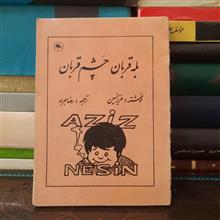 بله قربان چشم قربان
نوشته: عزیز نسین ترجمه: رضا همراه
AZIZ
NESIN